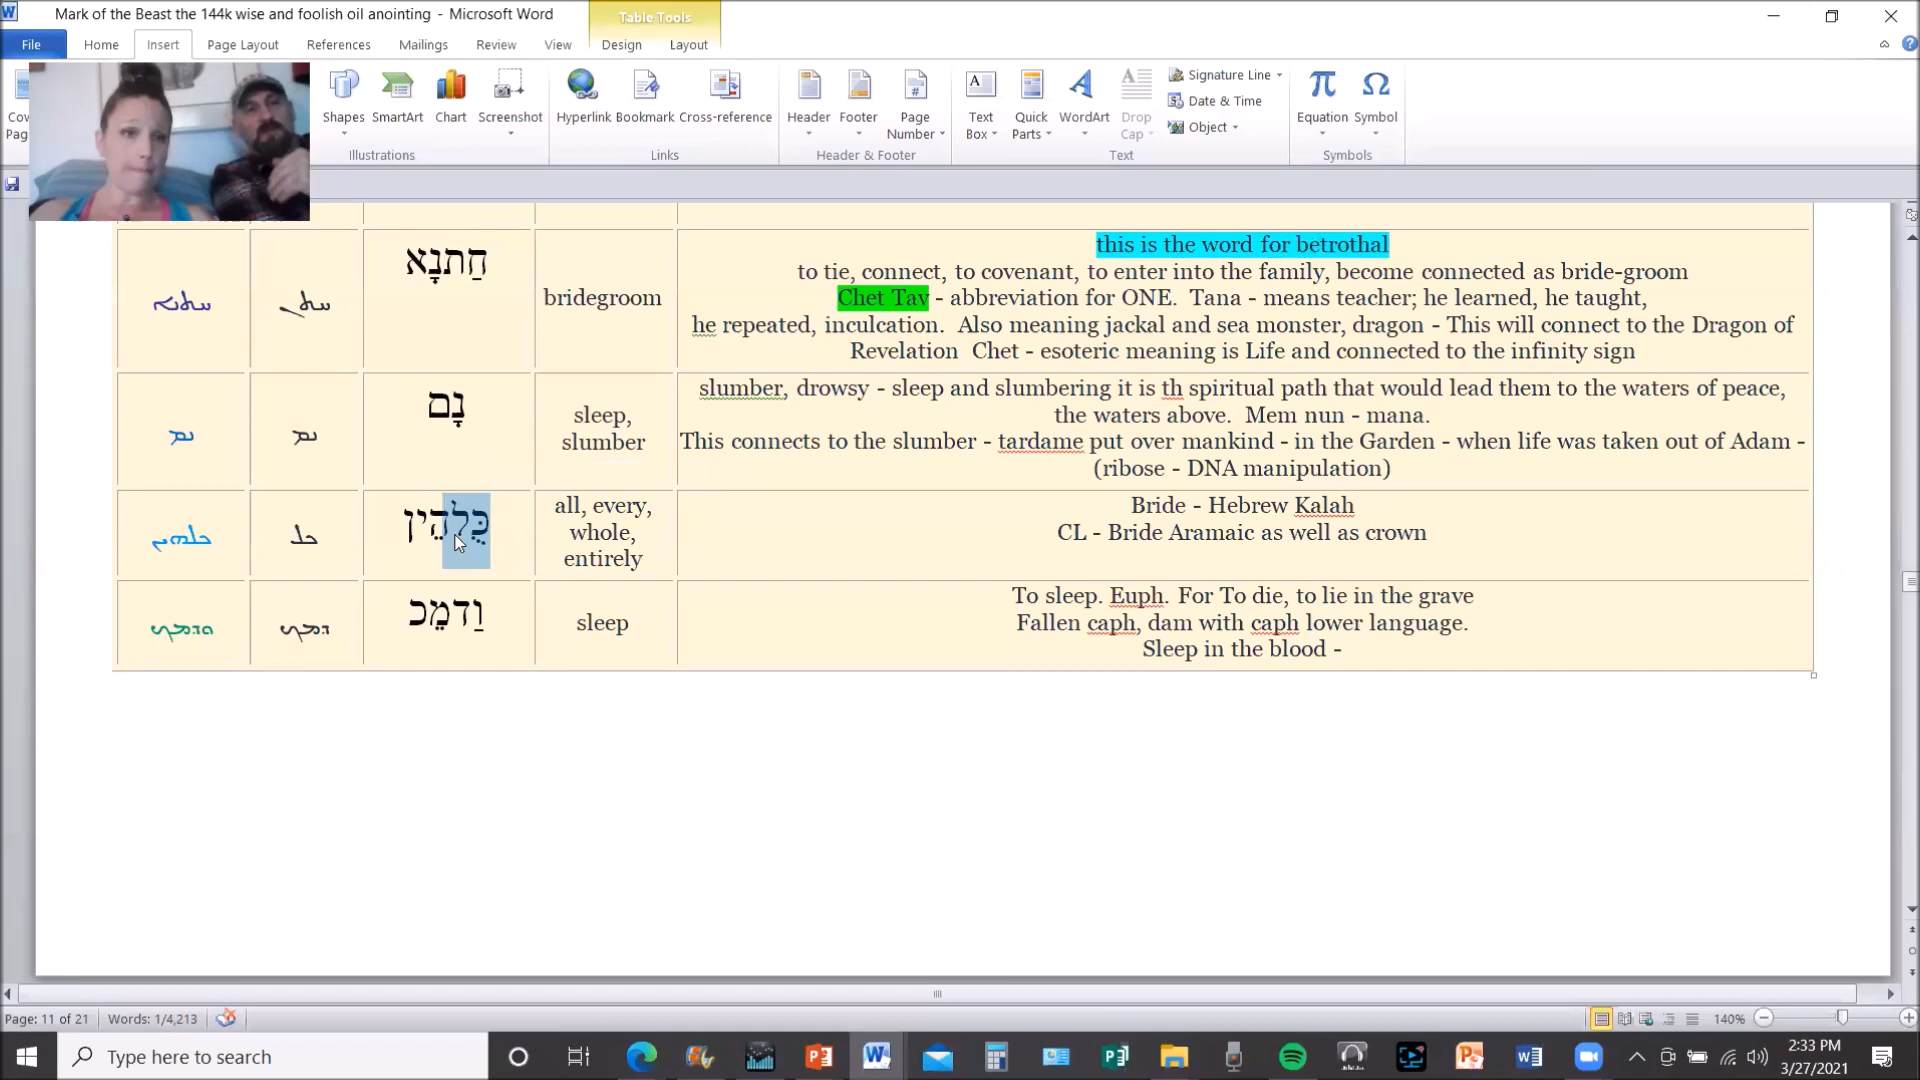 Mark of the Beast the 144k wise and foolish oil anointing - Microsoft Word
Table Tools
File Home Insert Page Layout References Mailings Review View Design Layout
Shapes SmartArt Chart Screenshot Hyperlink Bookmark Cross-reference Header Footer Page Number Text Box Quick Parts WordArt Drop Cap Signature Line Date & Time Object Equation Symbol
Illustrations Links Header & Footer Text Symbols
ܚܬܢܐ ܚܬܢ חַתנָא bridegroom
this is the word for betrothal
to tie, connect, to covenant, to enter into the family, become connected as bride-groom
Chet Tav - abbreviation for ONE. Tana - means teacher; he learned, he taught,
he repeated, inculcation. Also meaning jackal and sea monster, dragon - This will connect to the Dragon of
Revelation Chet - esoteric meaning is Life and connected to the infinity sign
ܢܡ ܢܡ נָם sleep,
slumber
slumber, drowsy - sleep and slumbering it is th spiritual path that would lead them to the waters of peace,
the waters above. Mem nun - mana.
This connects to the slumber - tardame put over mankind - in the Garden - when life was taken out of Adam -
(ribose - DNA manipulation)
ܟܠܗܝܢ ܟܠ כֻּלהֵין all, every,
whole,
entirely
Bride - Hebrew Kalah
CL - Bride Aramaic as well as crown
ܘܕܡܟ ܕܡܟ וַדמֵכ sleep
To sleep. Euph. For To die, to lie in the grave
Fallen caph, dam with caph lower language.
Sleep in the blood -
Page: 11 of 21 Words: 1/4,213 140%
Type here to search
2:33 PM
3/27/2021